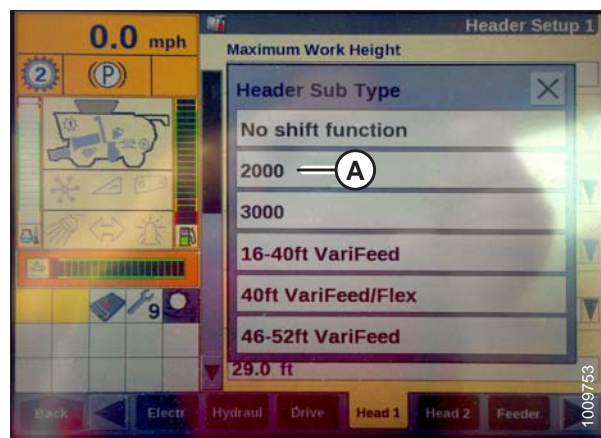 0.0 mph
Header Setup 1
Maximum Work Height
2
P
Header Sub Type
No shift function
2000
A
3000
16-40ft VariFeed
40ft VariFeed/Flex
46-52ft VariFeed
9
29.0 ft
Back
Electr
Hydraul
Drive
Head 1
Head 2
Feeder
1009753